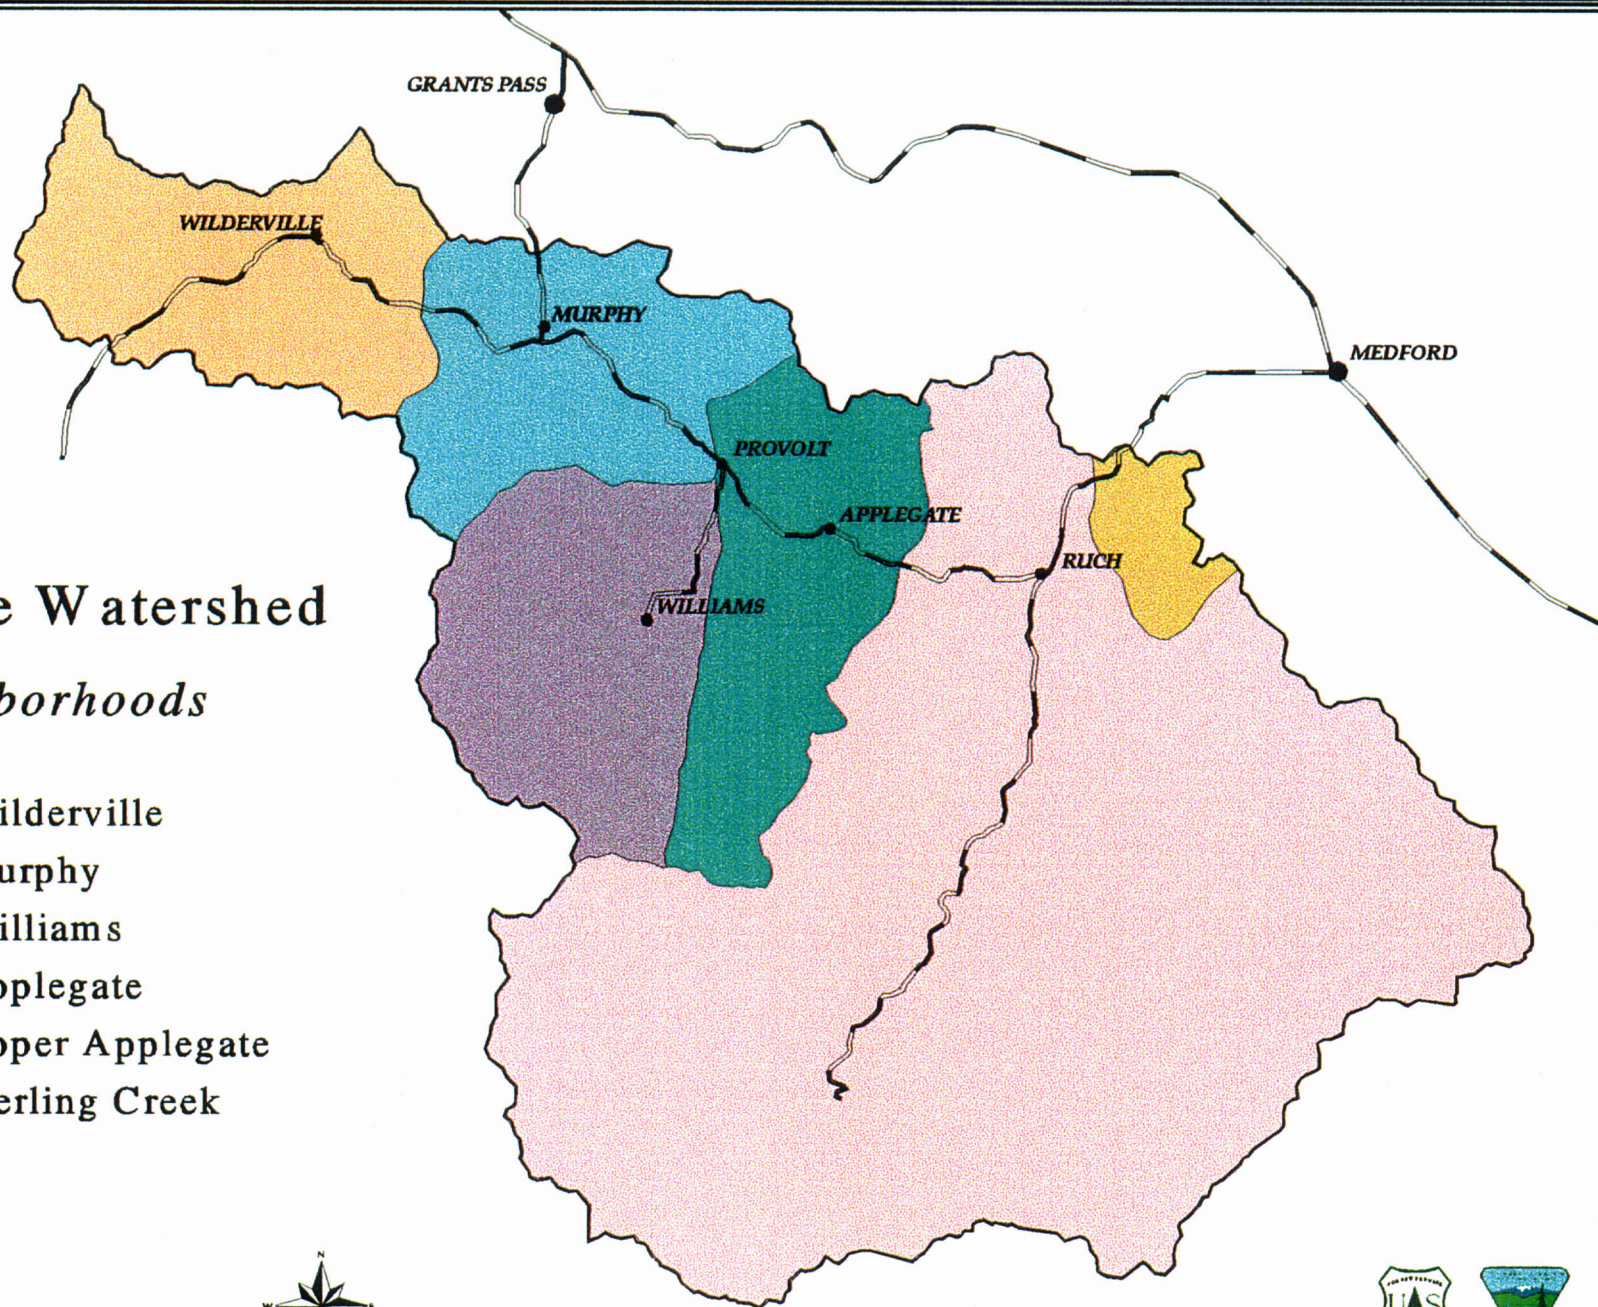 GRANTS PASS
WILDERVILLE
MURPHY
MEDFORD
PROVOLT
APPLEGATE
RUCH
WILLIAMS
e Watershed
borhoods
ilderville
urphy
illiams
pplegate
pper Applegate
erling Creek
N
W E
U S